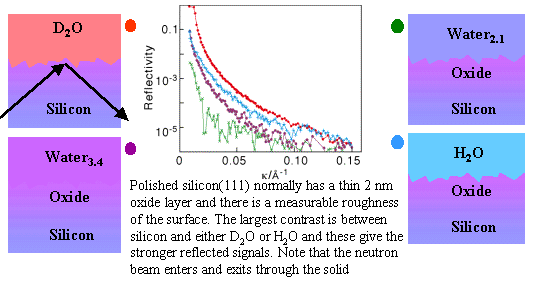 D2O
Silicon
Water3.4
Oxide
Silicon
Reflectivity
0.1
10-3
10-5
0
0.05
0.10
0.15
κ/Å-1
Water2.1
Oxide
Silicon
H2O
Oxide
Silicon
Polished silicon(111) normally has a thin 2 nm
oxide layer and there is a measurable roughness
of the surface. The largest contrast is between
silicon and either D2O or H2O and these give the
stronger reflected signals. Note that the neutron
beam enters and exits through the solid